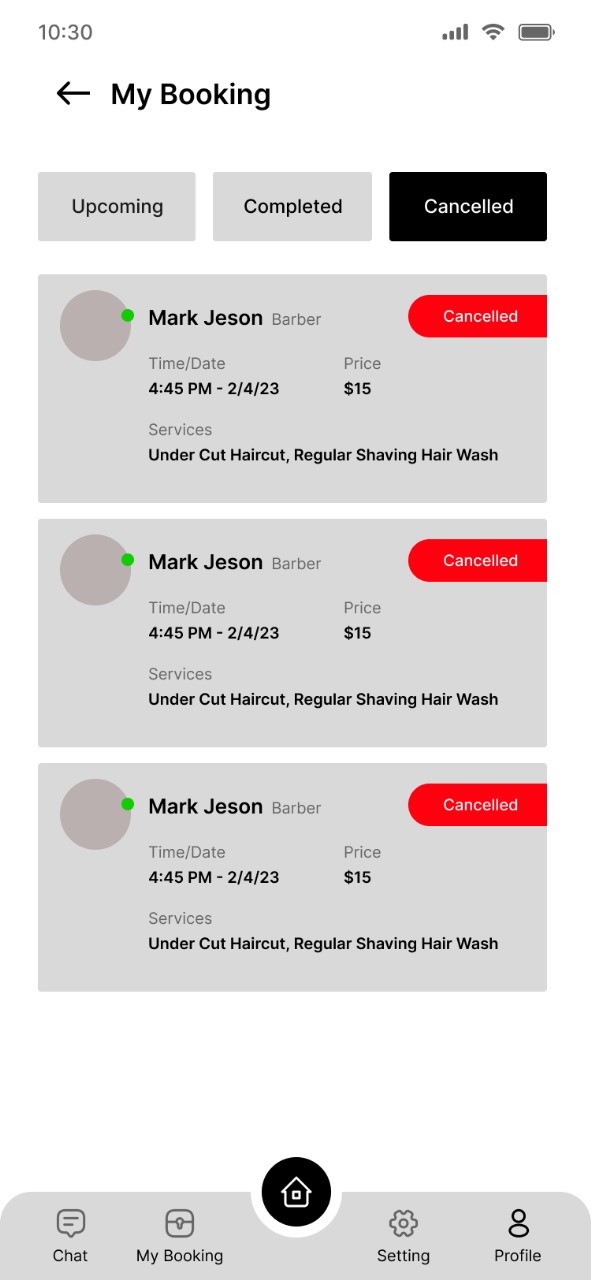 10:30
My Booking
Upcoming Completed Cancelled
Mark Jeson Barber Cancelled
Time/Date Price
4:45 PM - 2/4/23 $15
Services
Under Cut Haircut, Regular Shaving Hair Wash
Mark Jeson Barber Cancelled
Time/Date Price
4:45 PM - 2/4/23 $15
Services
Under Cut Haircut, Regular Shaving Hair Wash
Mark Jeson Barber Cancelled
Time/Date Price
4:45 PM - 2/4/23 $15
Services
Under Cut Haircut, Regular Shaving Hair Wash
Chat My Booking Setting Profile